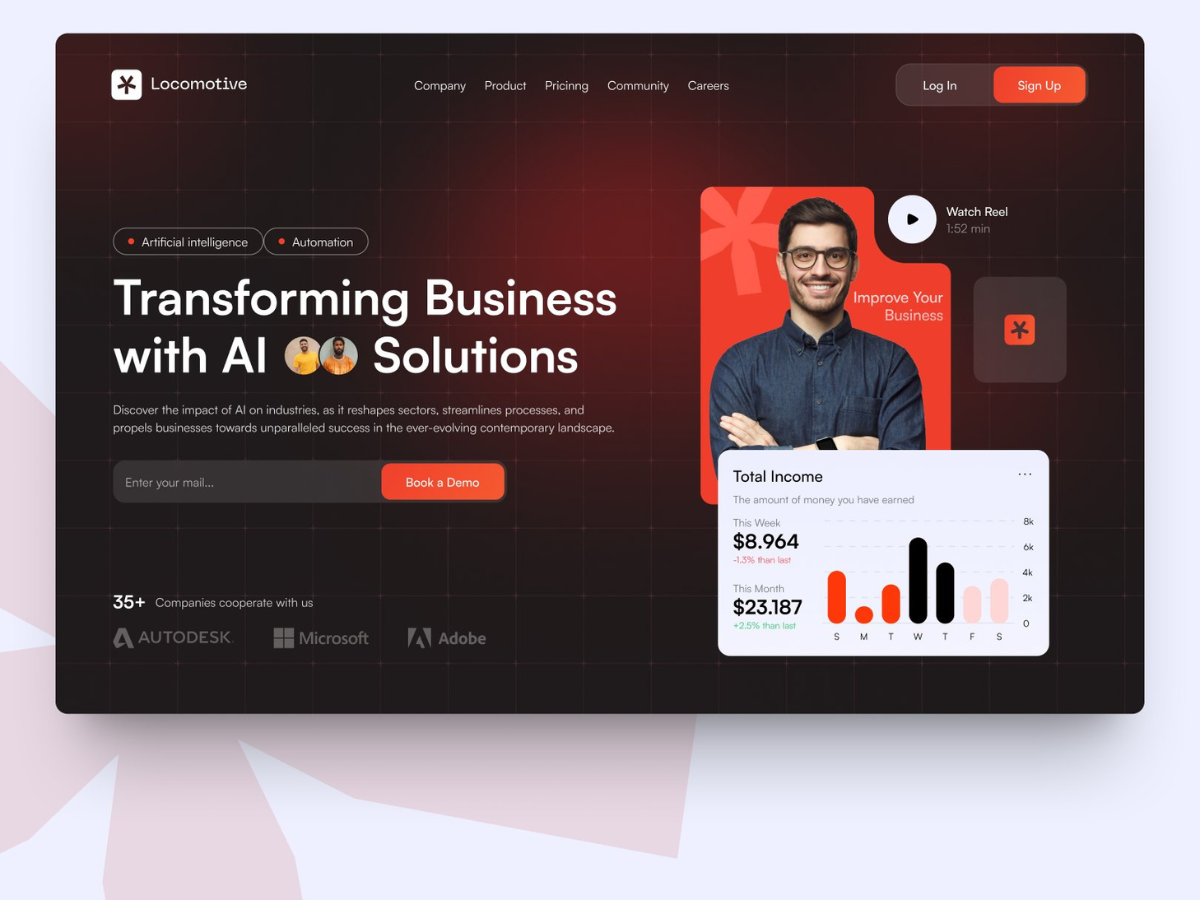 Locomotive
Company Product Pricinng Community Careers
Log In
Sign Up
Artificial intelligence
Automation
Transforming Business
with AI Solutions
Discover the impact of AI on industries, as it reshapes sectors, streamlines processes, and
propels businesses towards unparalleled success in the ever-evolving contemporary landscape.
Enter your mail...
Book a Demo
35+ Companies cooperate with us
AUTODESK
Microsoft
Adobe
Watch Reel
1:52 min
Improve Your
Business
Total Income
The amount of money you have earned
This Week
$8.964
-1.3% than last
This Month
$23.187
+2.5% than last
8k
6k
4k
2k
0
S M T W T F S